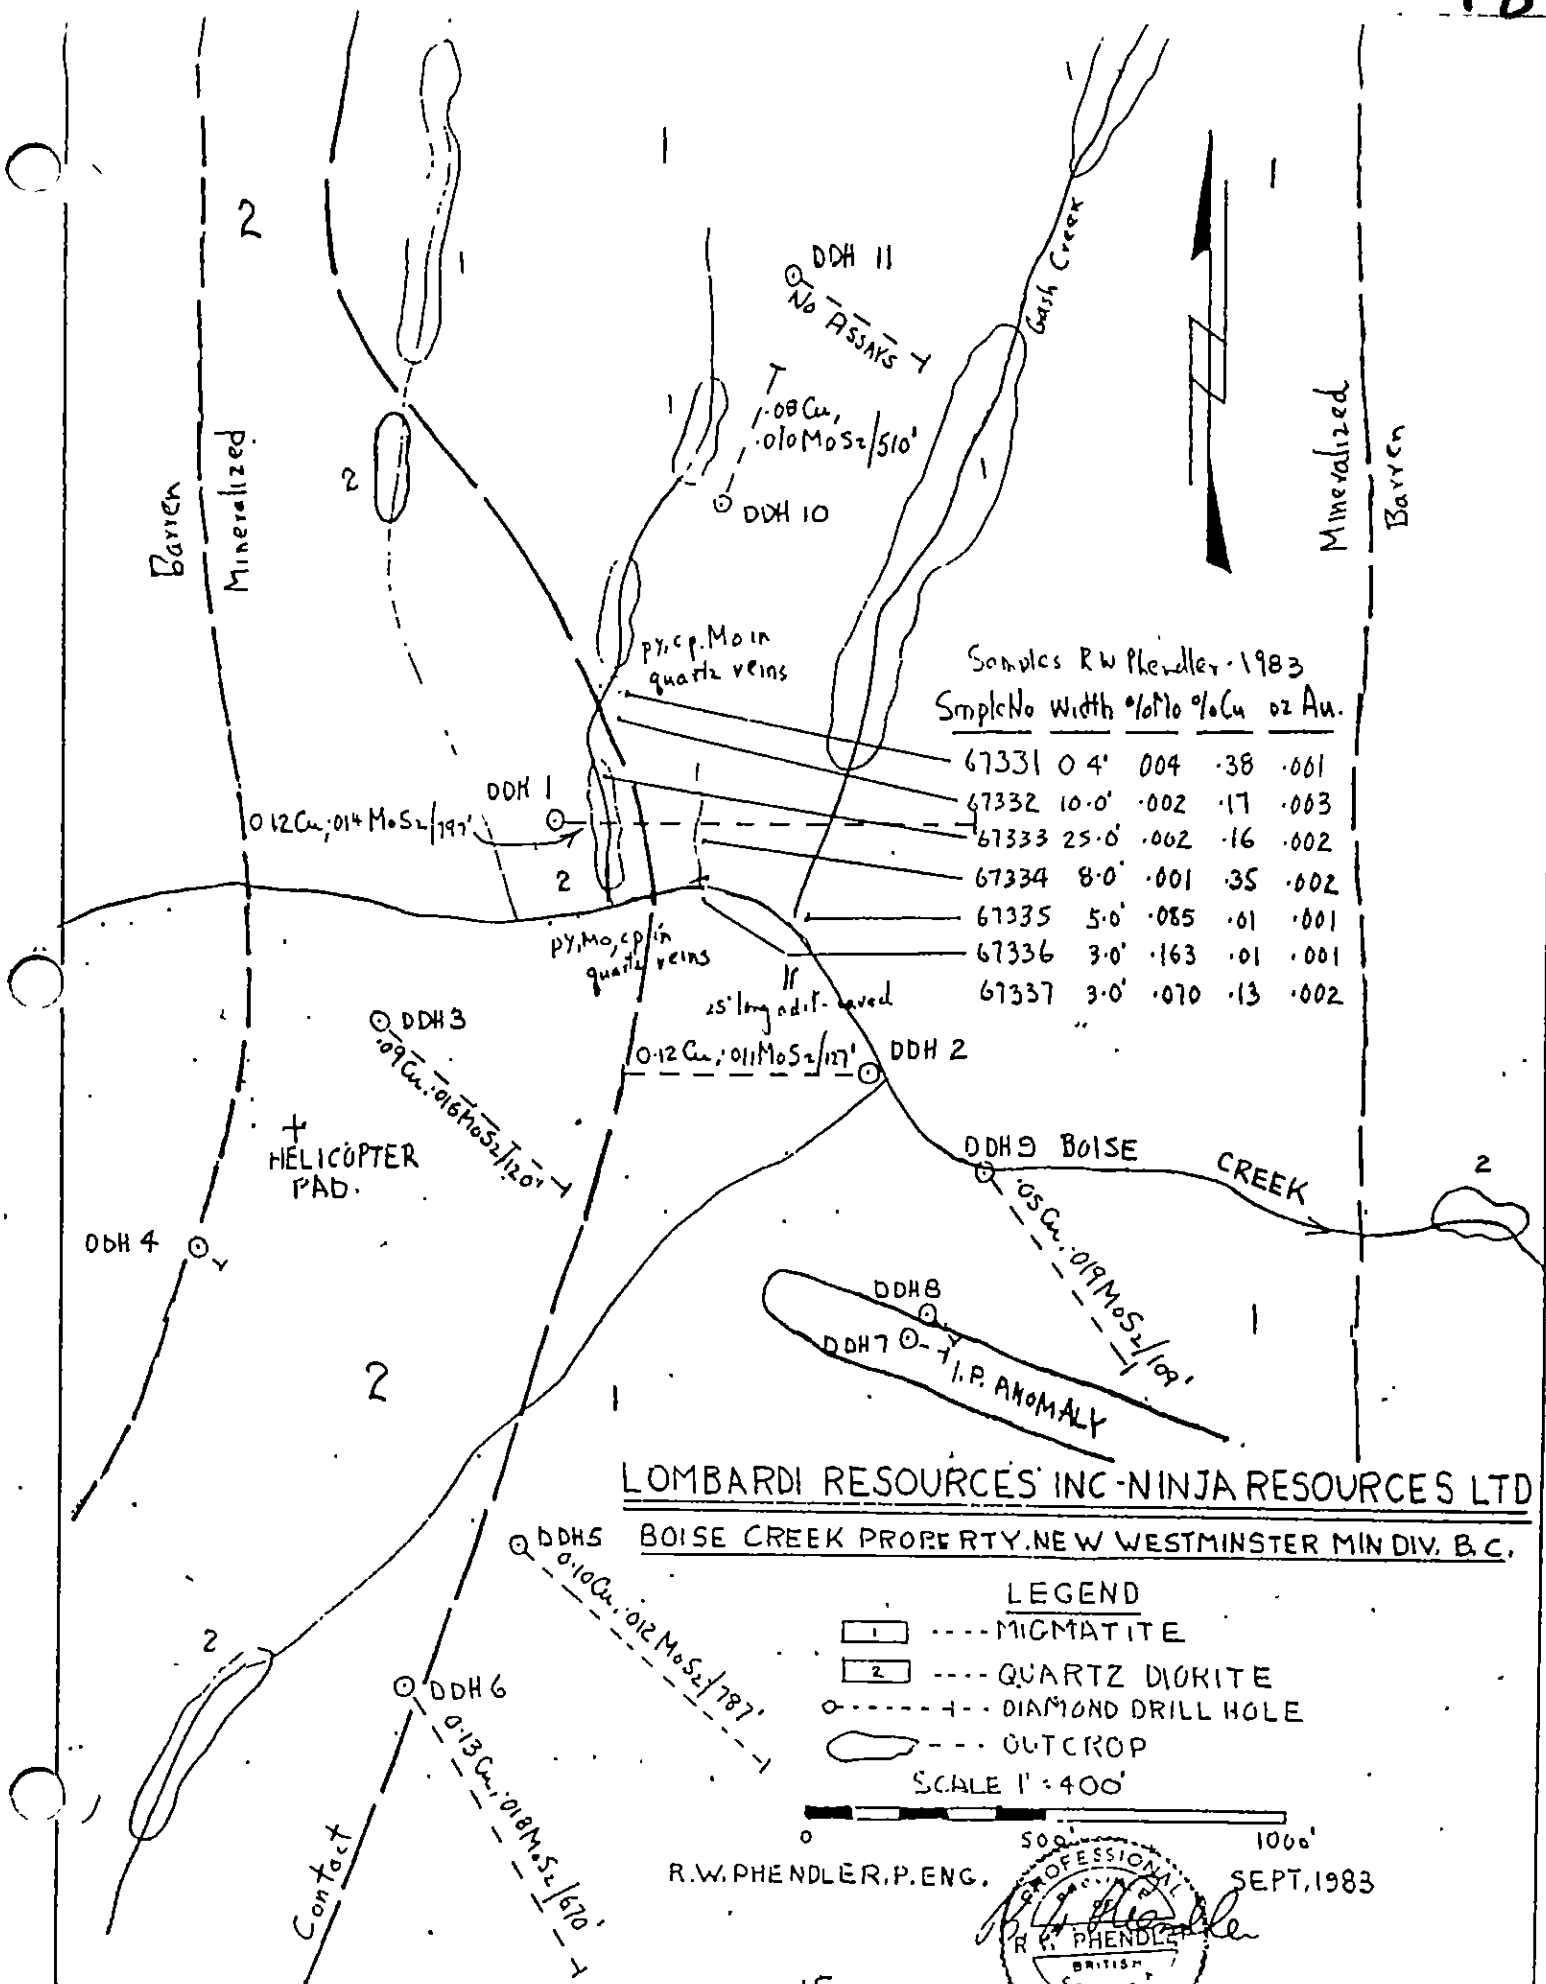 1
1
1
2
1
DDH 11
No ASSAYS
Gash Creek
1
.08 Cu,
.010 MoS2/510'
DDH 10
1
2
Barren
Mineralized
Mineralized
Barren
py, cp. Mo in
quartz veins
Samples R W Phendler. 1983
SmpleNo Width %Mo %Cu oz Au.
67331 0 4' 004 .38 .001
67332 10.0' .002 .17 .003
67333 25.0' .002 .16 .002
67334 8.0' .001 .35 .002
67335 5.0' .085 .01 .001
67336 3.0' .163 .01 .001
67337 3.0' .070 .13 .002
DDH 1
0 12 Cu, .014 MoS2/797'
1
2
py, Mo, cp in
quartz veins
25' long adit - caved
DDH 3
.09 Cu, .016 MoS2/120'
0.12 Cu, .011 MoS2/127'
DDH 2
HELICOPTER
PAD.
DDH 4
DDH 9
BOISE
CREEK
2
.05 Cu, .019 MoS2/109'
DDH 8
DDH 7
I.P. ANOMALY
1
2
1
LOMBARDI RESOURCES INC-NINJA RESOURCES LTD
BOISE CREEK PROPERTY. NEW WESTMINSTER MIN DIV. B.C.
LEGEND
1 ---- MIGMATITE
2 ---- QUARTZ DIORITE
DIAMOND DRILL HOLE
OUTCROP
SCALE 1" = 400'
0 500' 1000'
DDH5
0.10 Cu, .012 MoS2/787'
2
DDH 6
0.13 Cu, .018 MoS2/670'
Contact
R.W. PHENDLER, P. ENG.
SEPT, 1983
PROFESSIONAL
PROVINCE
OF
R. W. PHENDLER
BRITISH